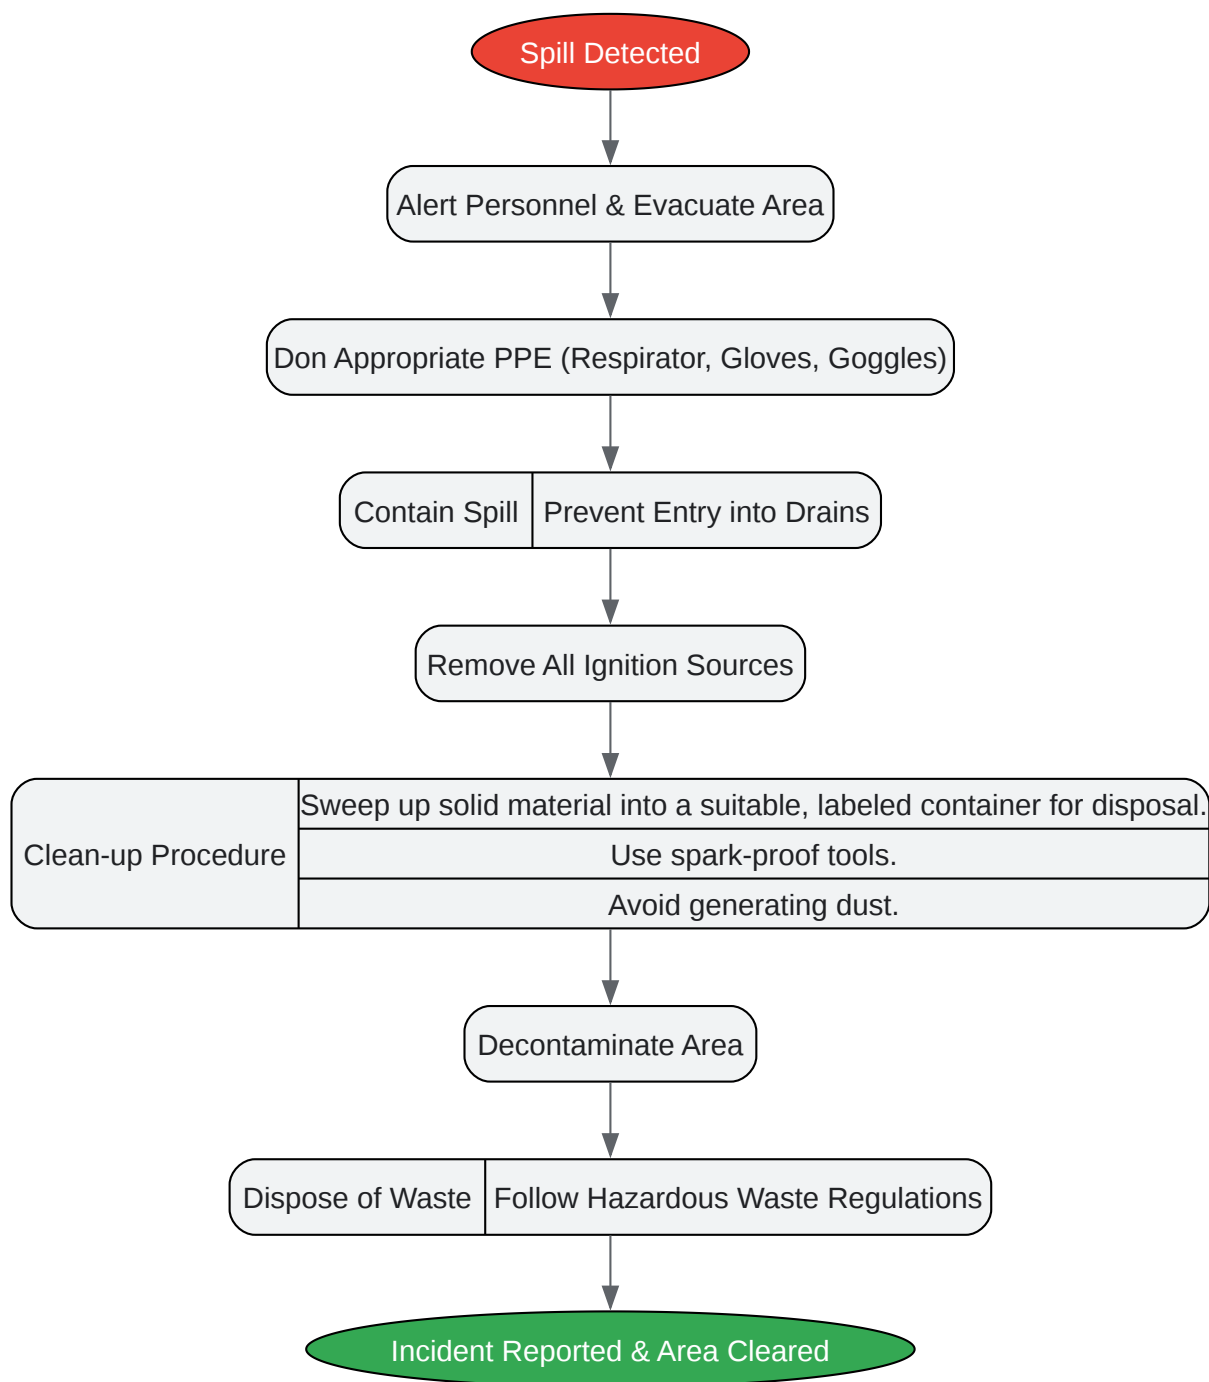 Spill Detected
Alert Personnel & Evacuate Area
Don Appropriate PPE (Respirator, Gloves, Goggles)
Contain Spill
Prevent Entry into Drains
Remove All Ignition Sources
Clean-up Procedure
Sweep up solid material into a suitable, labeled container for disposal.
Use spark-proof tools.
Avoid generating dust.
Decontaminate Area
Dispose of Waste
Follow Hazardous Waste Regulations
Incident Reported & Area Cleared